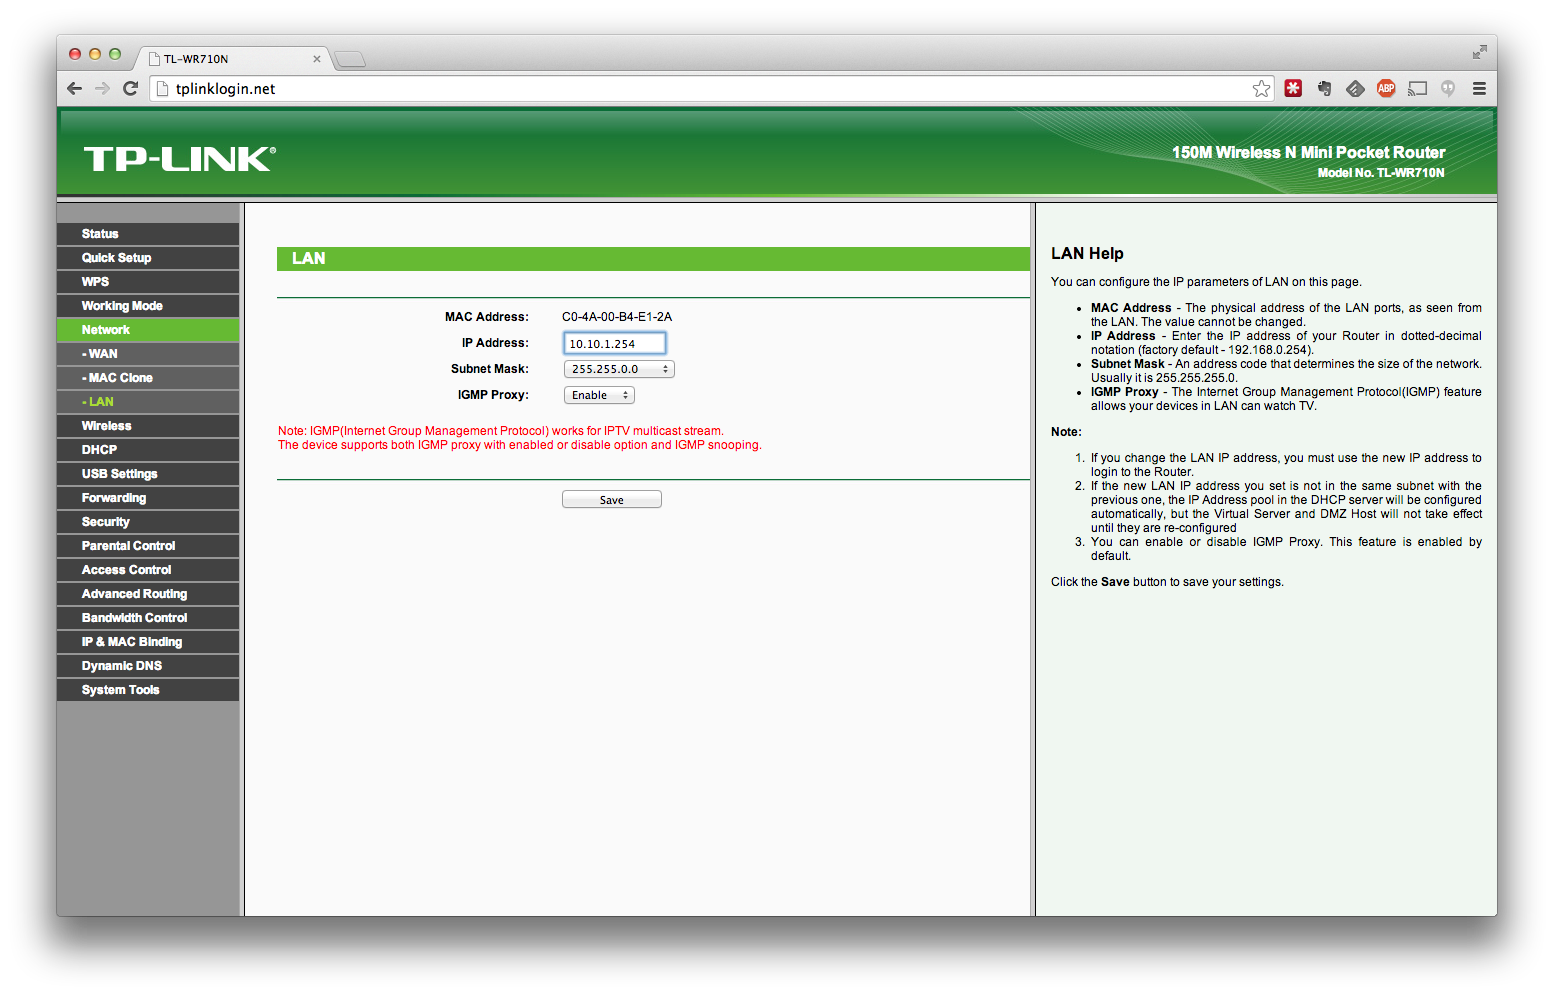 TL-WR710N
tplinklogin.net
ABP
TP-LINK®
150M Wireless N Mini Pocket Router
Model No. TL-WR710N
Status
Quick Setup
WPS
Working Mode
Network
- WAN
- MAC Clone
- LAN
Wireless
DHCP
USB Settings
Forwarding
Security
Parental Control
Access Control
Advanced Routing
Bandwidth Control
IP & MAC Binding
Dynamic DNS
System Tools
LAN
MAC Address: C0-4A-00-B4-E1-2A
IP Address: 10.10.1.254
Subnet Mask: 255.255.0.0
IGMP Proxy: Enable
Note: IGMP(Internet Group Management Protocol) works for IPTV multicast stream.
The device supports both IGMP proxy with enabled or disable option and IGMP snooping.
Save
LAN Help
You can configure the IP parameters of LAN on this page.
• MAC Address - The physical address of the LAN ports, as seen from
the LAN. The value cannot be changed.
• IP Address - Enter the IP address of your Router in dotted-decimal
notation (factory default - 192.168.0.254).
• Subnet Mask - An address code that determines the size of the network.
Usually it is 255.255.255.0.
• IGMP Proxy - The Internet Group Management Protocol(IGMP) feature
allows your devices in LAN can watch TV.
Note:
1. If you change the LAN IP address, you must use the new IP address to
login to the Router.
2. If the new LAN IP address you set is not in the same subnet with the
previous one, the IP Address pool in the DHCP server will be configured
automatically, but the Virtual Server and DMZ Host will not take effect
until they are re-configured
3. You can enable or disable IGMP Proxy. This feature is enabled by
default.
Click the Save button to save your settings.